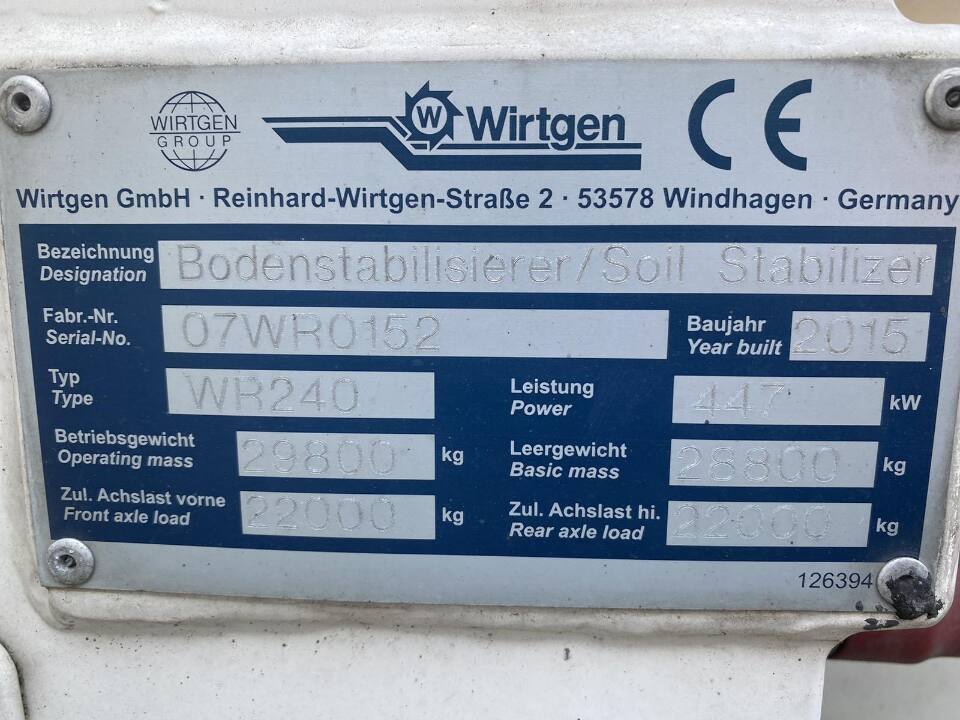 WIRTGEN
GROUP
W Wirtgen
CE
Wirtgen GmbH · Reinhard-Wirtgen-Straße 2 · 53578 Windhagen · Germany
Bezeichnung
Designation
Bodenstabilisierer/Soil Stabilizer
Fabr.-Nr.
Serial-No.
07WR0152
Baujahr
Year built
2015
Typ
Type
WR240
Leistung
Power
447 kW
Betriebsgewicht
Operating mass
29800 kg
Leergewicht
Basic mass
28800 kg
Zul. Achslast vorne
Front axle load
22000 kg
Zul. Achslast hi.
Rear axle load
22000 kg
126394